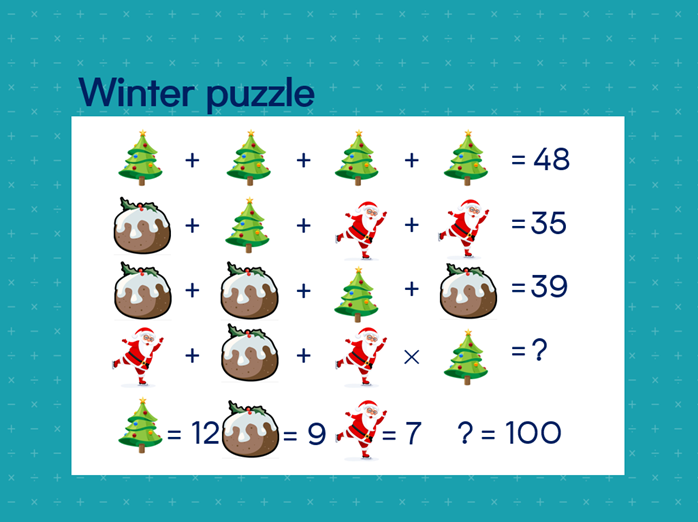 Winter puzzle
+ + + = 48
+ + + = 35
+ + + = 39
+ + × = ?
= 12 = 9 = 7 ? = 100